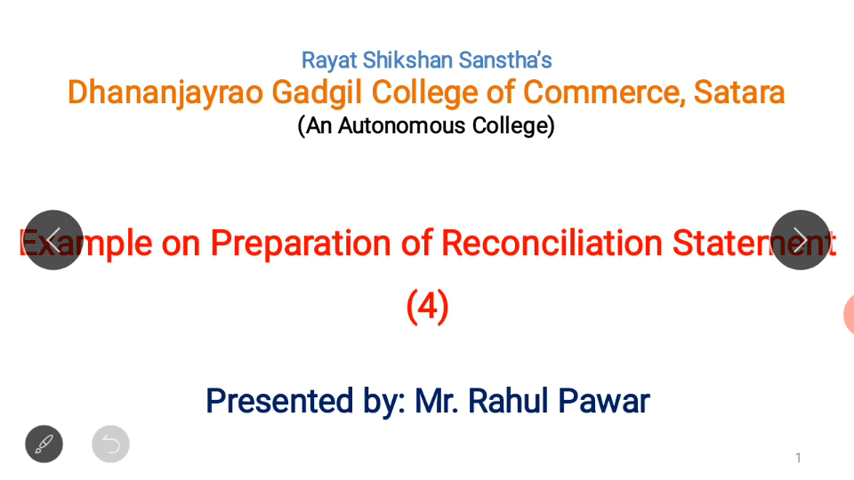 Rayat Shikshan Sanstha's
Dhananjayrao Gadgil College of Commerce, Satara
(An Autonomous College)
Example on Preparation of Reconciliation Statement
(4)
Presented by: Mr. Rahul Pawar
1